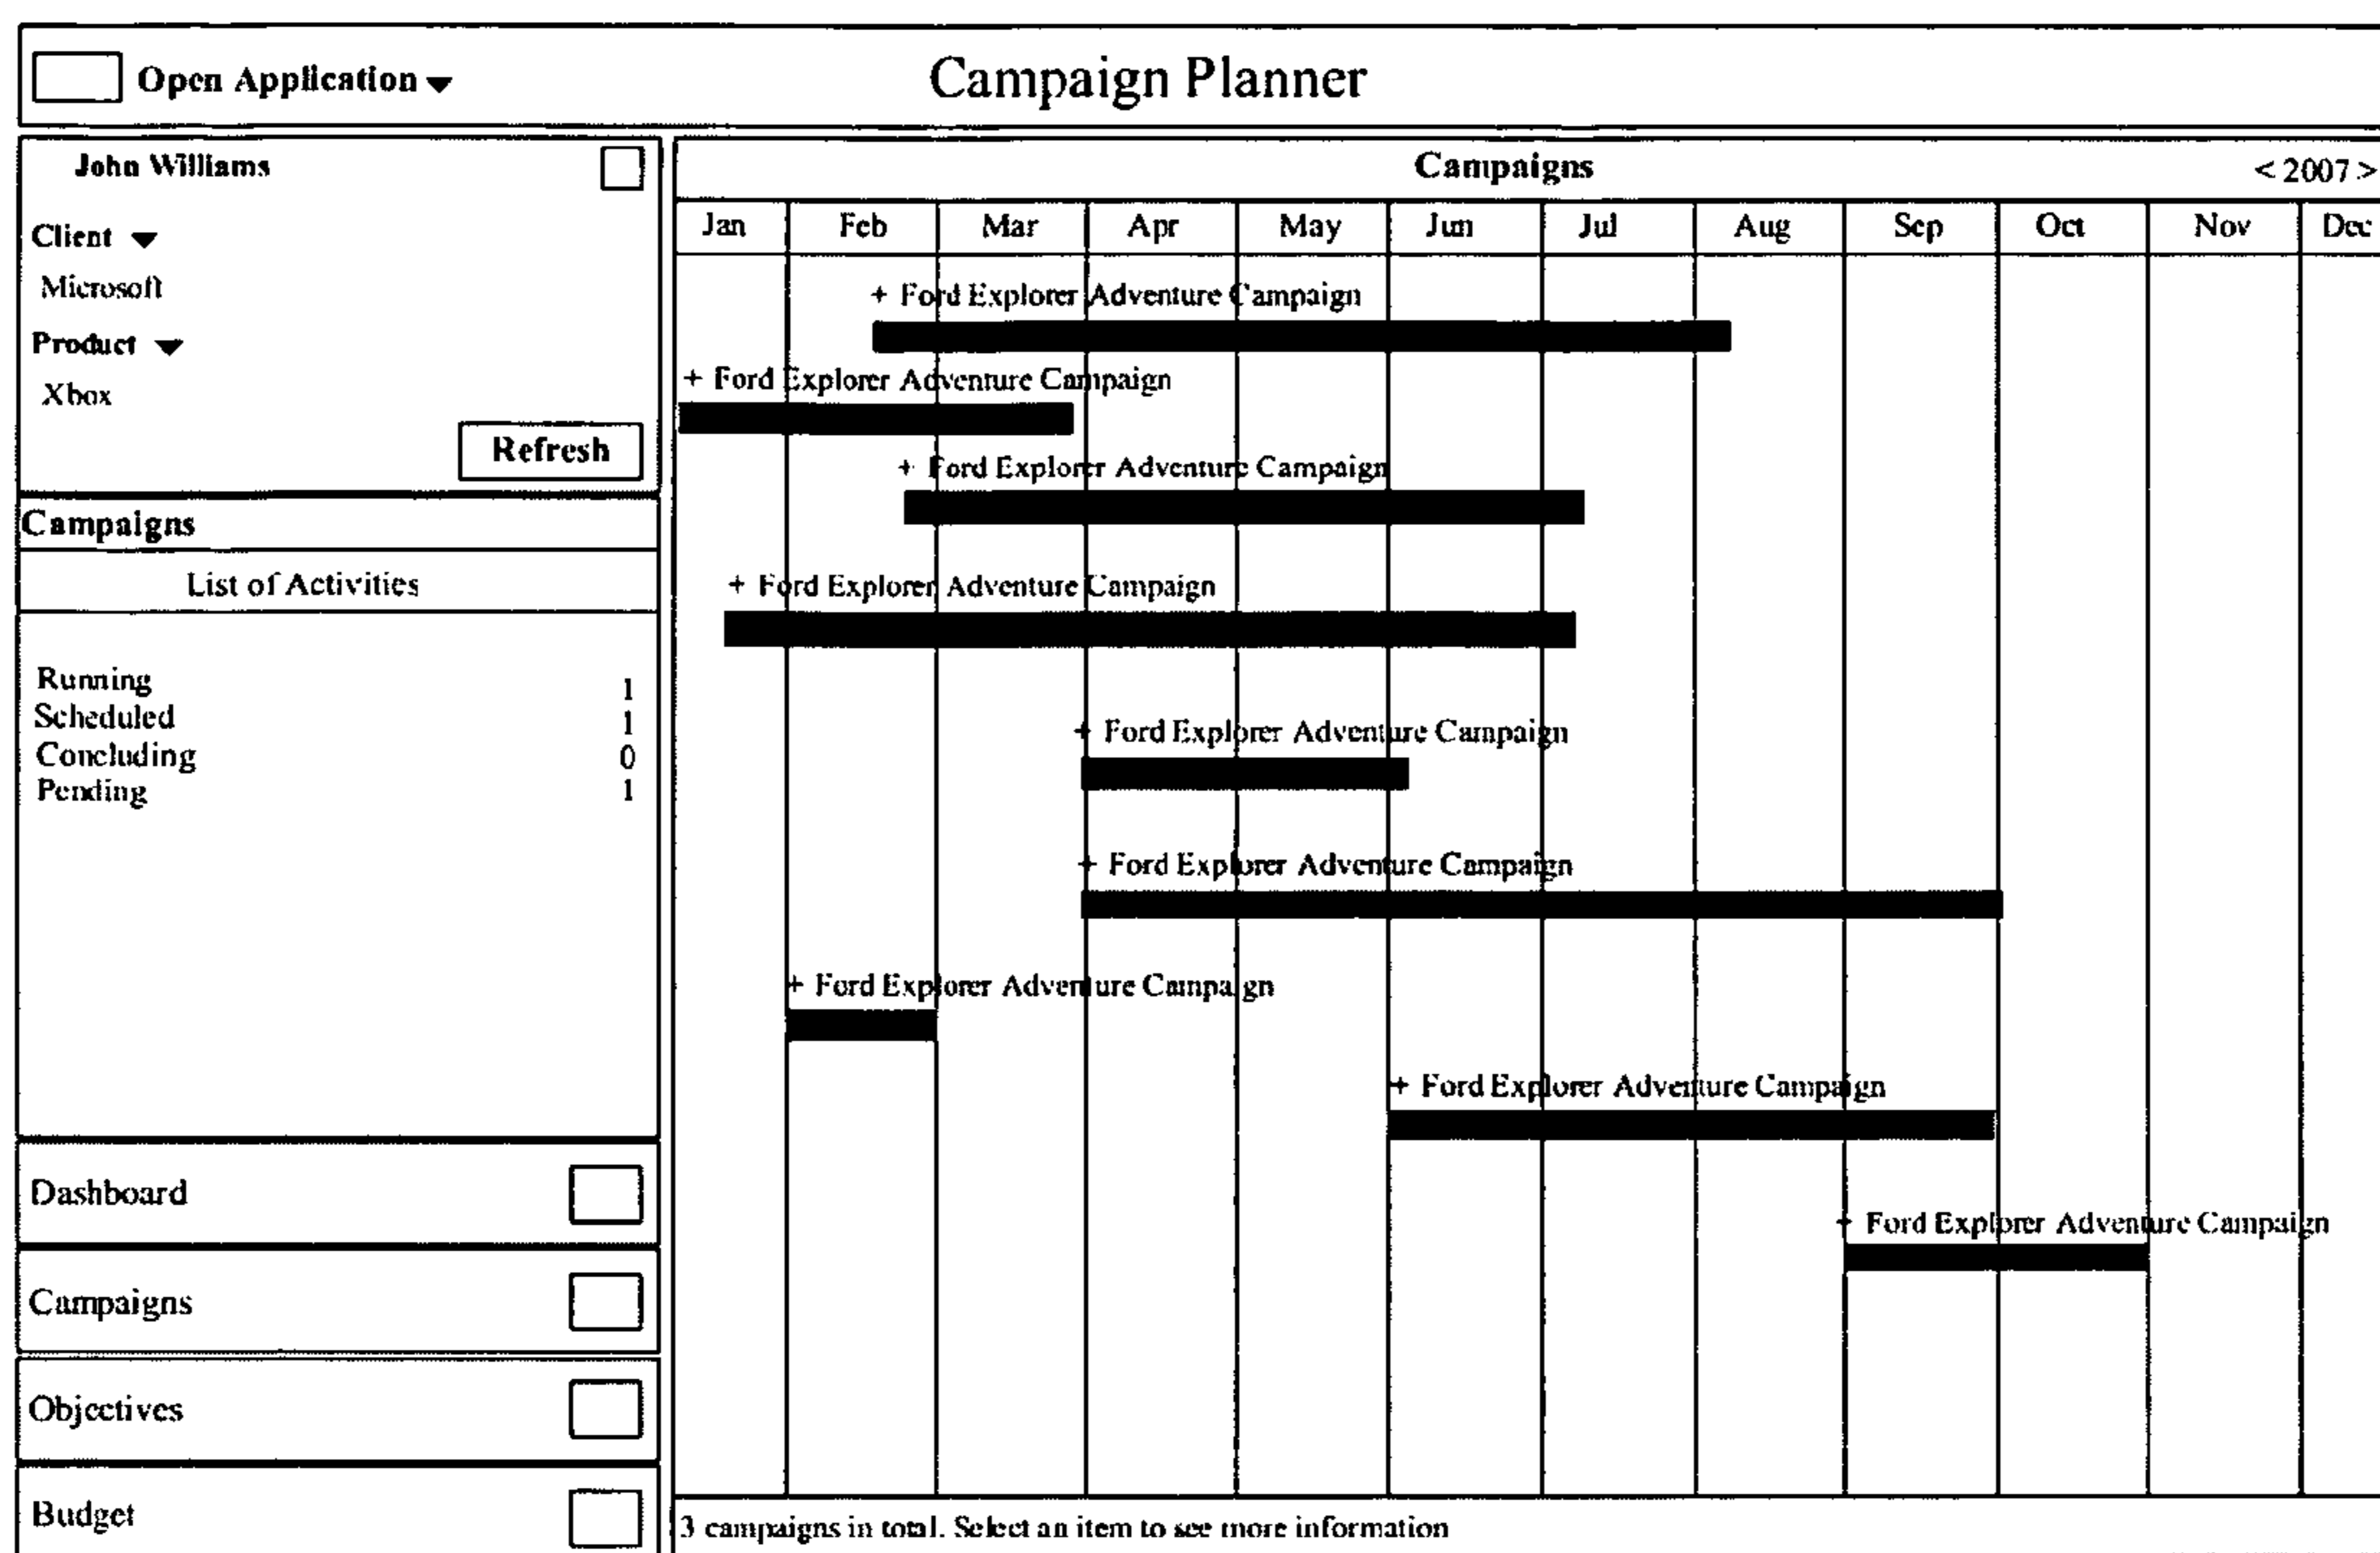 Open Application
Campaign Planner
John Williams
Client
Microsoft
Product
Xbox
Refresh
Campaigns
List of Activities
Running 1
Scheduled 1
Concluding 0
Pending 1
Dashboard
Campaigns
Objectives
Budget
Campaigns < 2007 >
Jan Feb Mar Apr May Jun Jul Aug Sep Oct Nov Dec
+ Ford Explorer Adventure Campaign
+ Ford Explorer Adventure Campaign
+ Ford Explorer Adventure Campaign
+ Ford Explorer Adventure Campaign
+ Ford Explorer Adventure Campaign
+ Ford Explorer Adventure Campaign
+ Ford Explorer Adventure Campaign
+ Ford Explorer Adventure Campaign
+ Ford Explorer Adventure Campaign
3 campaigns in total. Select an item to see more information